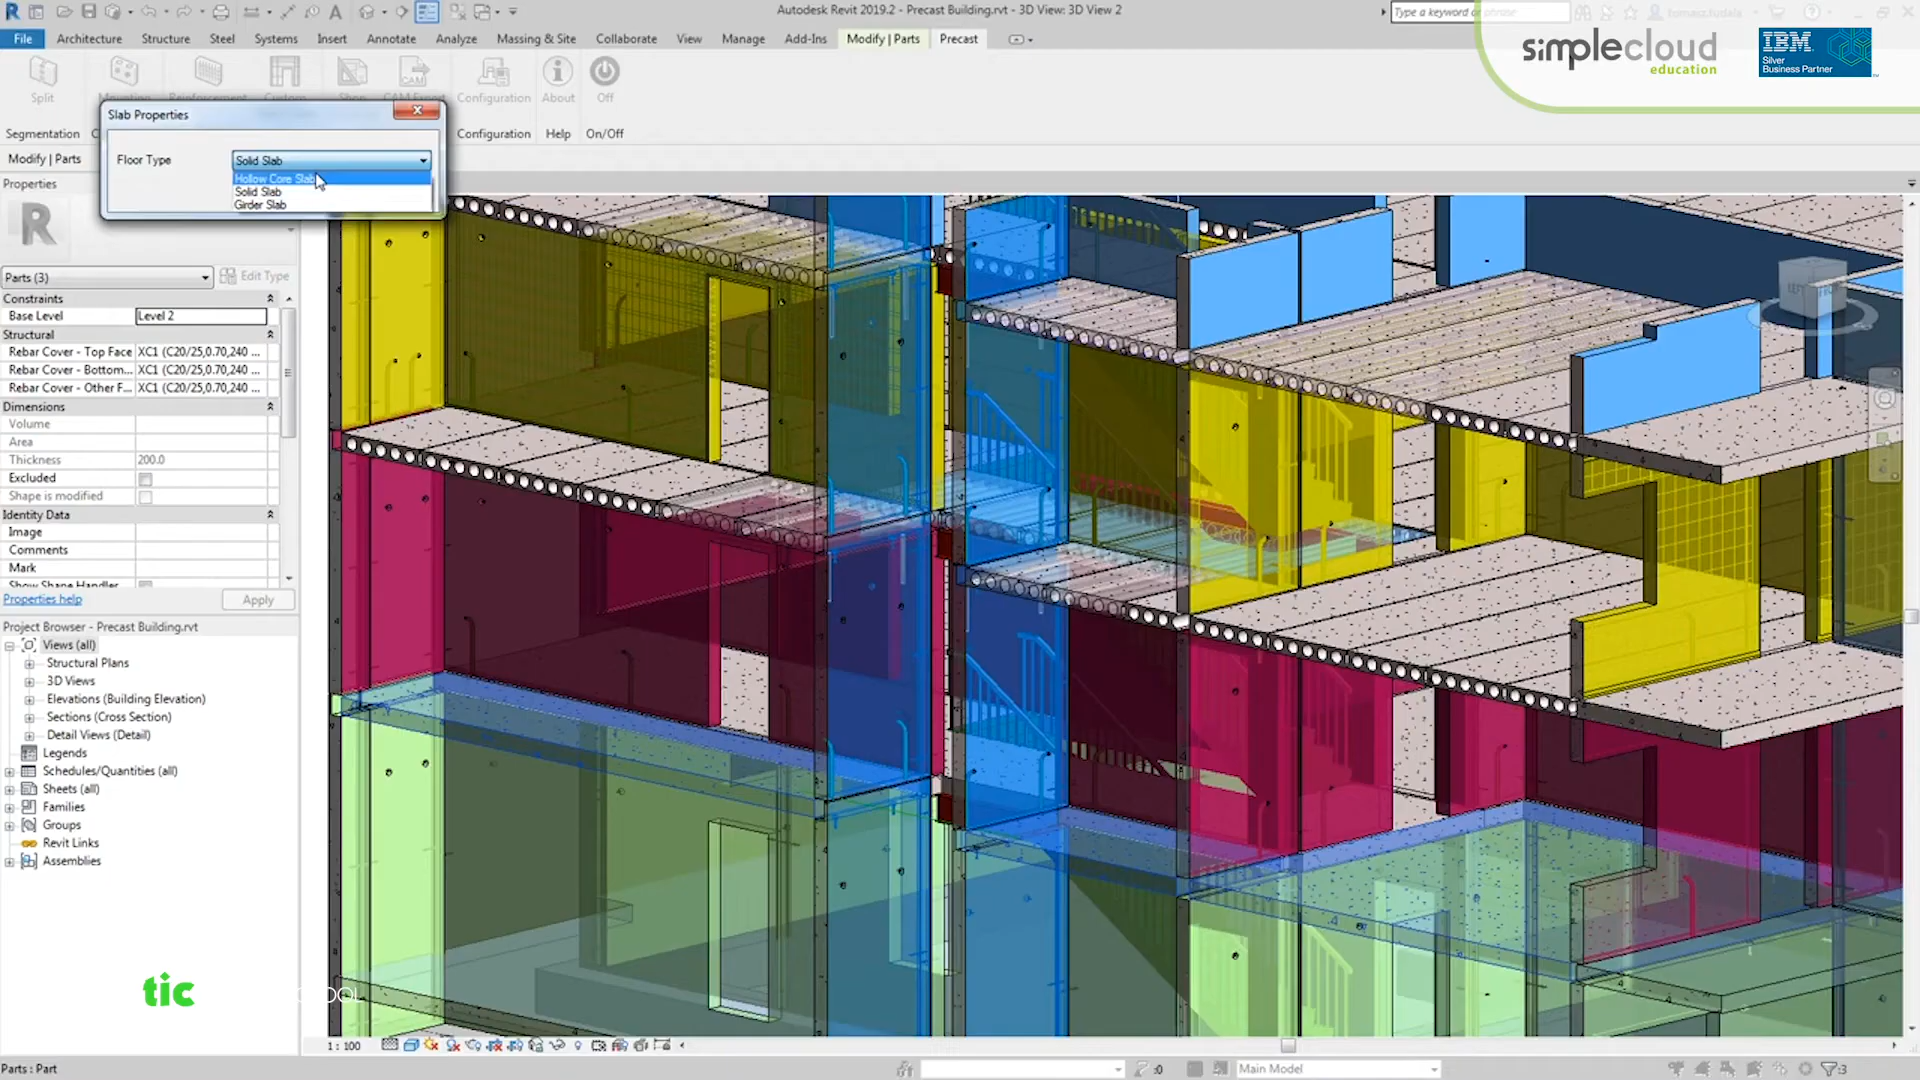 Autodesk Revit 2019.2 - Precast Building.rvt - 3D View: 3D View 2
Type a keyword or phrase
tomasz.fudala
File
Architecture
Structure
Steel
Systems
Insert
Annotate
Analyze
Massing & Site
Collaborate
View
Manage
Add-Ins
Modify | Parts
Precast
simplecloud
education
IBM
Silver
Business Partner
Split
Configuration
About
Off
Segmentation
Configuration
Help
On/Off
Slab Properties
Floor Type
Solid Slab
Hollow Core Slab
Solid Slab
Girder Slab
Modify | Parts
Properties
Parts (3)
Edit Type
Constraints
Base Level
Level 2
Structural
Rebar Cover - Top Face
XC1 (C20/25,0.70,240 ...
Rebar Cover - Bottom...
XC1 (C20/25,0.70,240 ...
Rebar Cover - Other F...
XC1 (C20/25,0.70,240 ...
Dimensions
Volume
Area
Thickness
200.0
Excluded
Shape is modified
Identity Data
Image
Comments
Mark
Show Shape Handler
Properties help
Apply
Project Browser - Precast Building.rvt
Views (all)
Structural Plans
3D Views
Elevations (Building Elevation)
Sections (Cross Section)
Detail Views (Detail)
Legends
Schedules/Quantities (all)
Sheets (all)
Families
Groups
Revit Links
Assemblies
tic
1 : 100
Parts : Part
:0
Main Model
:3